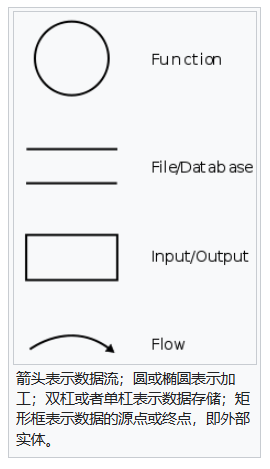 Function
File/Database
Input/Output
Flow
箭头表示数据流；圆或椭圆表示加
工；双杠或者单杠表示数据存储；矩
形框表示数据的源点或终点，即外部
实体。